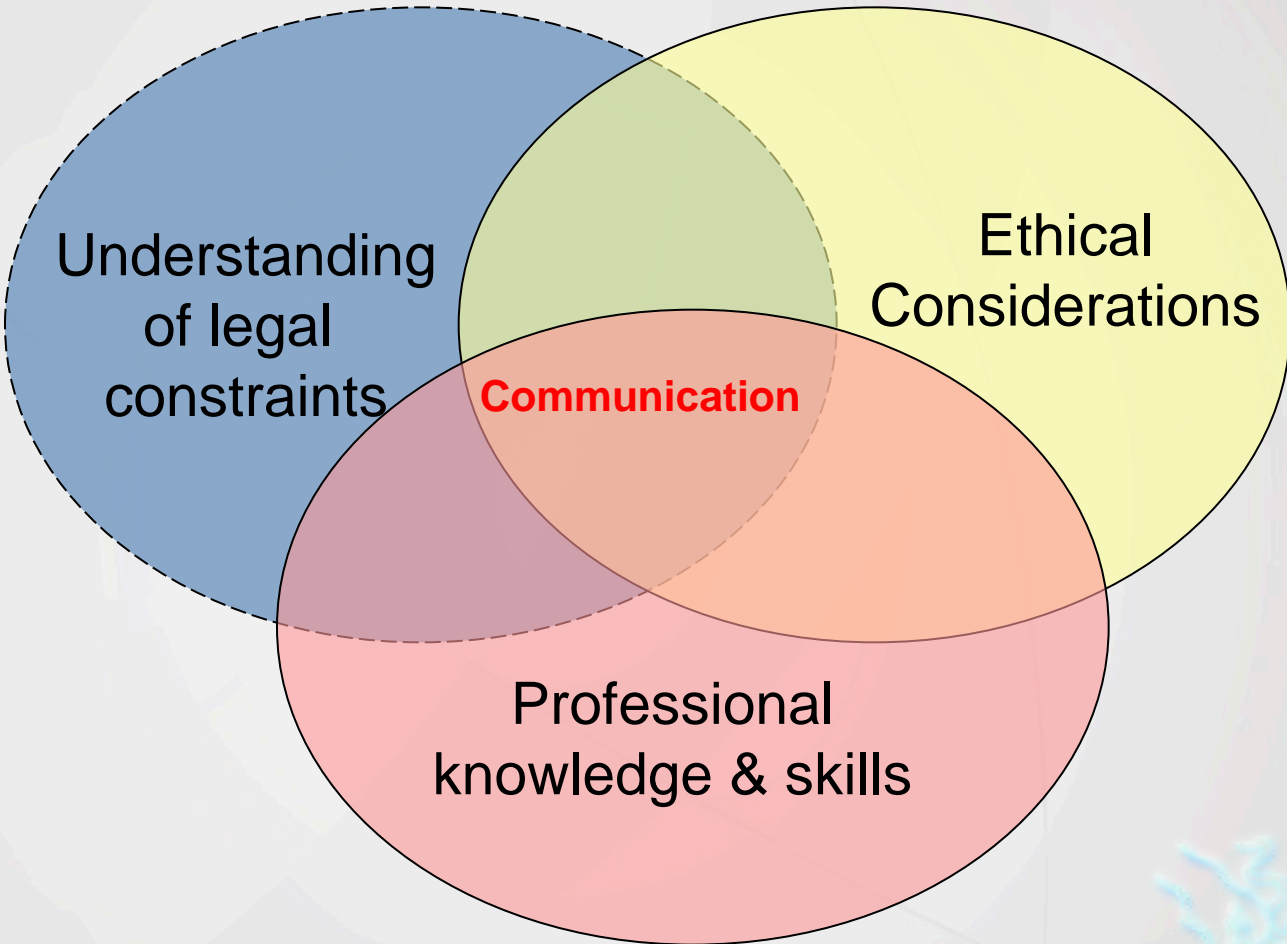 Understanding
of legal
constraints
Ethical
Considerations
Communication
Professional
knowledge & skills